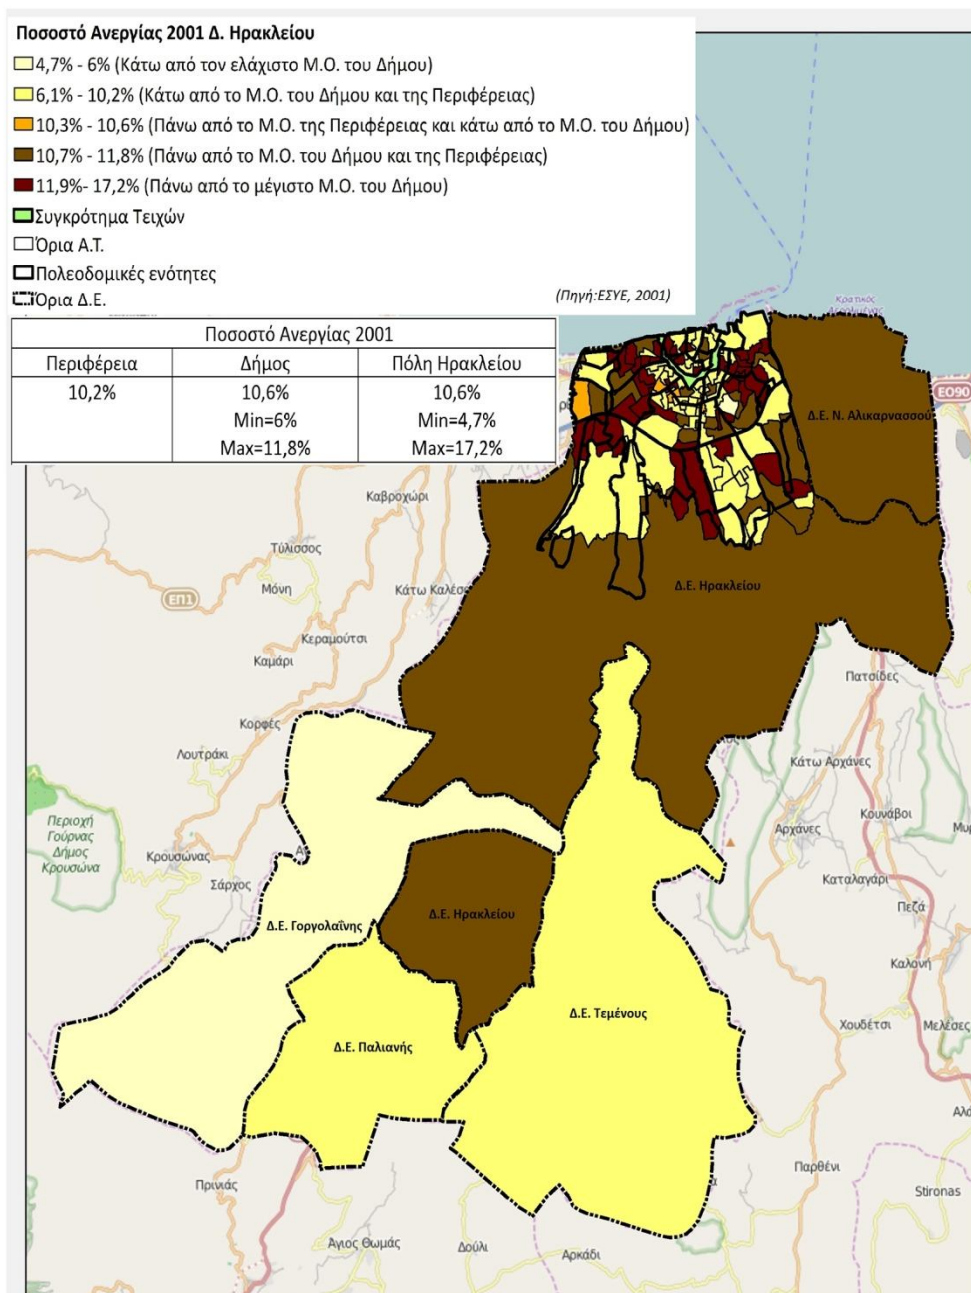 Ποσοστό Ανεργίας 2001 Δ. Ηρακλείου
4,7% - 6% (Κάτω από τον ελάχιστο Μ.Ο. του Δήμου)
6,1% - 10,2% (Κάτω από το Μ.Ο. του Δήμου και της Περιφέρειας)
10,3% - 10,6% (Πάνω από το Μ.Ο. της Περιφέρειας και κάτω από το Μ.Ο. του Δήμου)
10,7% - 11,8% (Πάνω από το Μ.Ο. του Δήμου και της Περιφέρειας)
11,9%- 17,2% (Πάνω από το μέγιστο Μ.Ο. του Δήμου)
Συγκρότημα Τειχών
Όρια Α.Τ.
Πολεοδομικές ενότητες
Όρια Δ.Ε.
(Πηγή:ΕΣΥΕ, 2001)
Ποσοστό Ανεργίας 2001
Περιφέρεια Δήμος Πόλη Ηρακλείου
10,2% 10,6% 10,6%
Min=6% Min=4,7%
Max=11,8% Max=17,2%
Κρατικός
EO90
Δ.Ε. Ν. Αλικαρνασσού
Καβροχώρι
Τύλισσος
Μόνη
Κάτω Καλέσ
ΕΠ1
Δ.Ε. Ηρακλείου
Κεραμούτσι
Καμάρι
Πατσίδες
Κορφές
Λουτράκι
Κάτω Αρχάνες
Περιοχή
Γούρνας
Δήμος
Κρουσώνα
Κρουσώνας
Αρχάνες
Κουνάβοι
Σάρχος
Καταλαγάρι
Πεζά
Δ.Ε. Ηρακλείου
Δ.Ε. Γοργολαΐνης
Καλονή
Δ.Ε. Τεμένους
Χουδέτσι
Μελέσες
Δ.Ε. Παλιανής
Παρθένι
Πρινιάς
Stironas
Άγιος Θωμάς
Δούλι
Αρκάδι